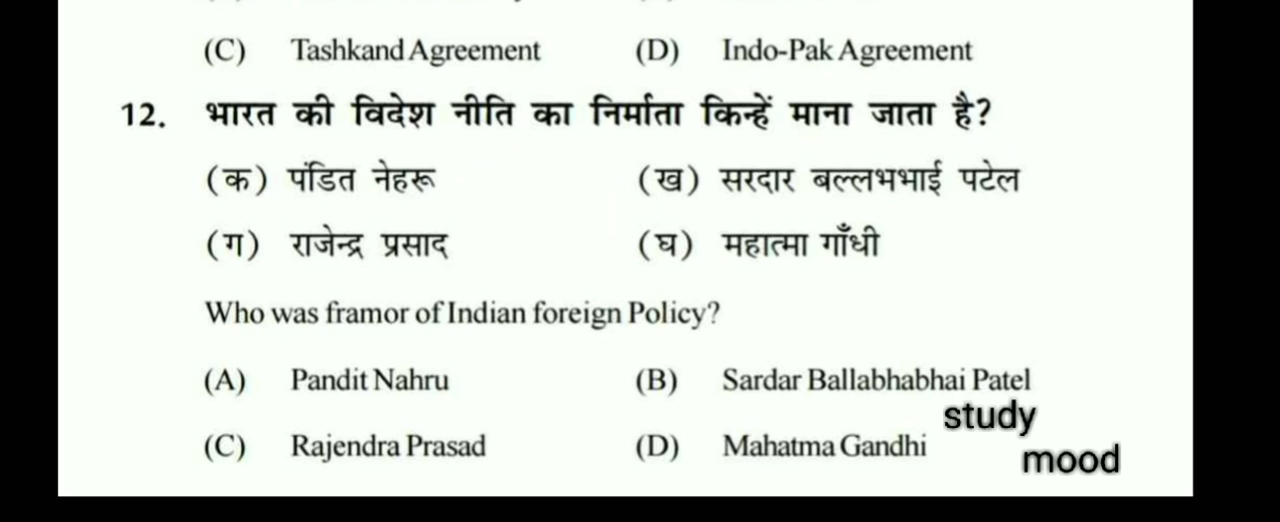 (C) Tashkand Agreement (D) Indo-Pak Agreement
12. भारत की विदेश नीति का निर्माता किन्हें माना जाता है?
(क) पंडित नेहरू (ख) सरदार बल्लभभाई पटेल
(ग) राजेन्द्र प्रसाद (घ) महात्मा गाँधी
Who was framor of Indian foreign Policy?
(A) Pandit Nahru (B) Sardar Ballabhabhai Patel
(C) Rajendra Prasad (D) Mahatma Gandhi
study
mood